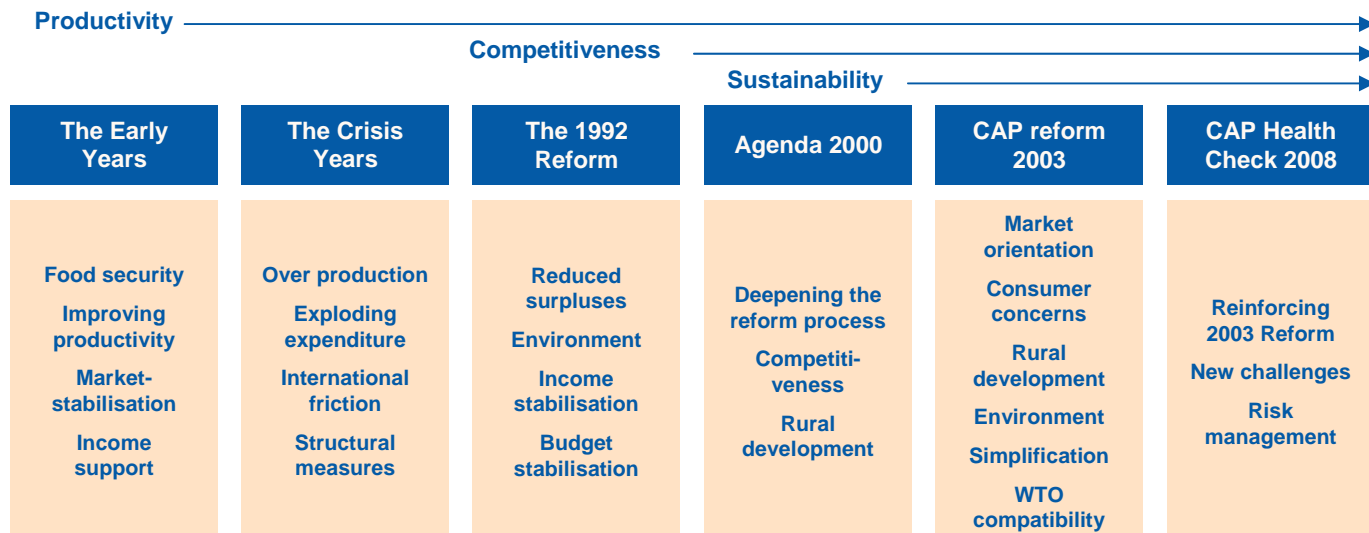 Productivity
Competitiveness
Sustainability
The Early
Years
The Crisis
Years
The 1992
Reform
Agenda 2000
CAP reform
2003
CAP Health
Check 2008
Food security
Improving
productivity
Market-
stabilisation
Income
support
Over production
Exploding
expenditure
International
friction
Structural
measures
Reduced
surpluses
Environment
Income
stabilisation
Budget
stabilisation
Deepening the
reform process
Competiti-
veness
Rural
development
Market
orientation
Consumer
concerns
Rural
development
Environment
Simplification
WTO
compatibility
Reinforcing
2003 Reform
New challenges
Risk
management